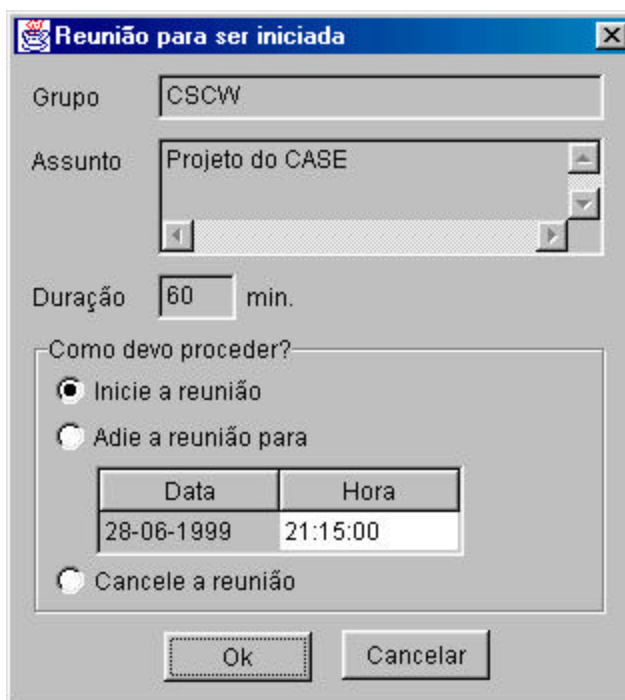 Reunião para ser iniciada
Grupo CSCW
Assunto Projeto do CASE
Duração 60 min.
Como devo proceder?
Inicie a reunião
Adie a reunião para
Data Hora
28-06-1999 21:15:00
Cancele a reunião
Ok Cancelar